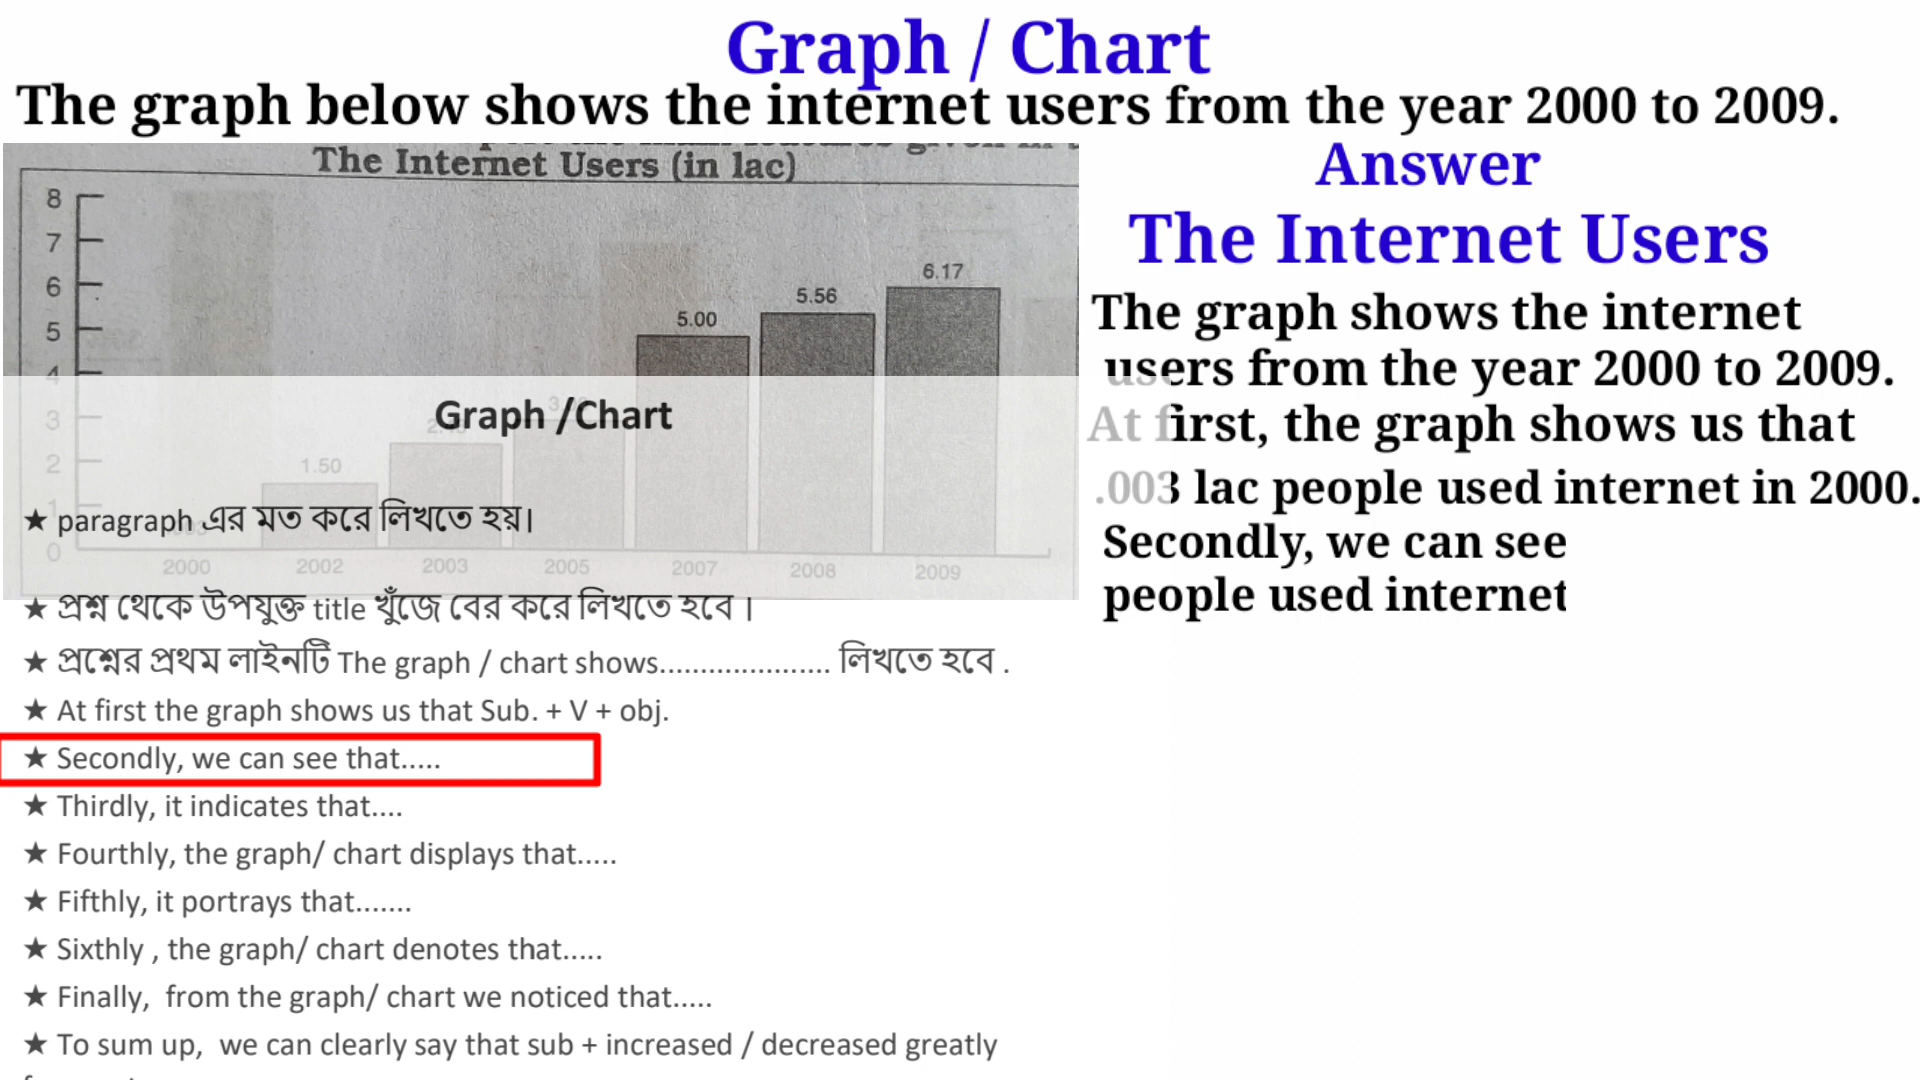 Graph / Chart
The graph below shows the internet users from the year 2000 to 2009.
The Internet Users (in lac)
8
7
6
5
4
3
2
1
0
1.50
5.00
5.56
6.17
2000
2002
2003
2005
2007
2008
2009
Graph /Chart
★ paragraph এর মত করে লিখতে হয়।
★ প্রশ্ন থেকে উপযুক্ত title খুঁজে বের করে লিখতে হবে ।
★ প্রশ্নের প্রথম লাইনটি The graph / chart shows..................... লিখতে হবে .
★ At first the graph shows us that Sub. + V + obj.
★ Secondly, we can see that.....
★ Thirdly, it indicates that....
★ Fourthly, the graph/ chart displays that.....
★ Fifthly, it portrays that.......
★ Sixthly , the graph/ chart denotes that.....
★ Finally, from the graph/ chart we noticed that.....
★ To sum up, we can clearly say that sub + increased / decreased greatly
Answer
The Internet Users
The graph shows the internet
users from the year 2000 to 2009.
At first, the graph shows us that
.003 lac people used internet in 2000.
Secondly, we can see
people used internet